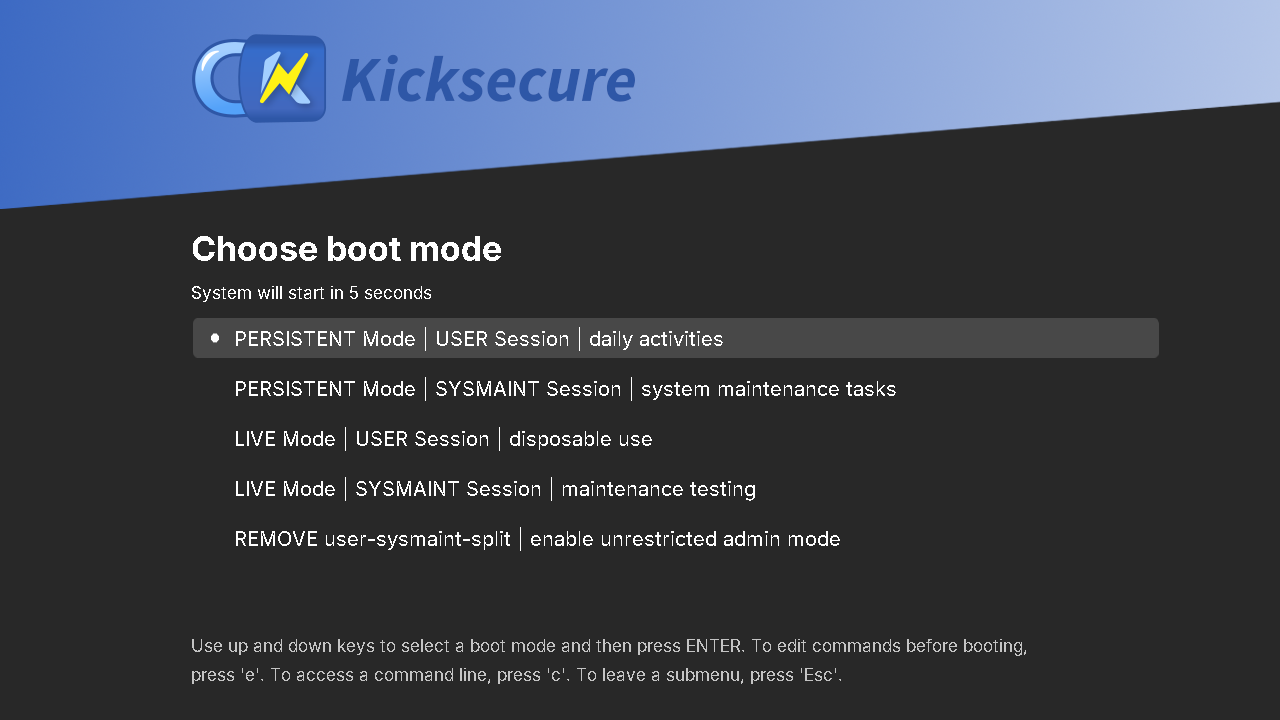 Kicksecure
Choose boot mode
System will start in 5 seconds
PERSISTENT Mode | USER Session | daily activities
PERSISTENT Mode | SYSMAINT Session | system maintenance tasks
LIVE Mode | USER Session | disposable use
LIVE Mode | SYSMAINT Session | maintenance testing
REMOVE user-sysmaint-split | enable unrestricted admin mode
Use up and down keys to select a boot mode and then press ENTER. To edit commands before booting,
press 'e'. To access a command line, press 'c'. To leave a submenu, press 'Esc'.